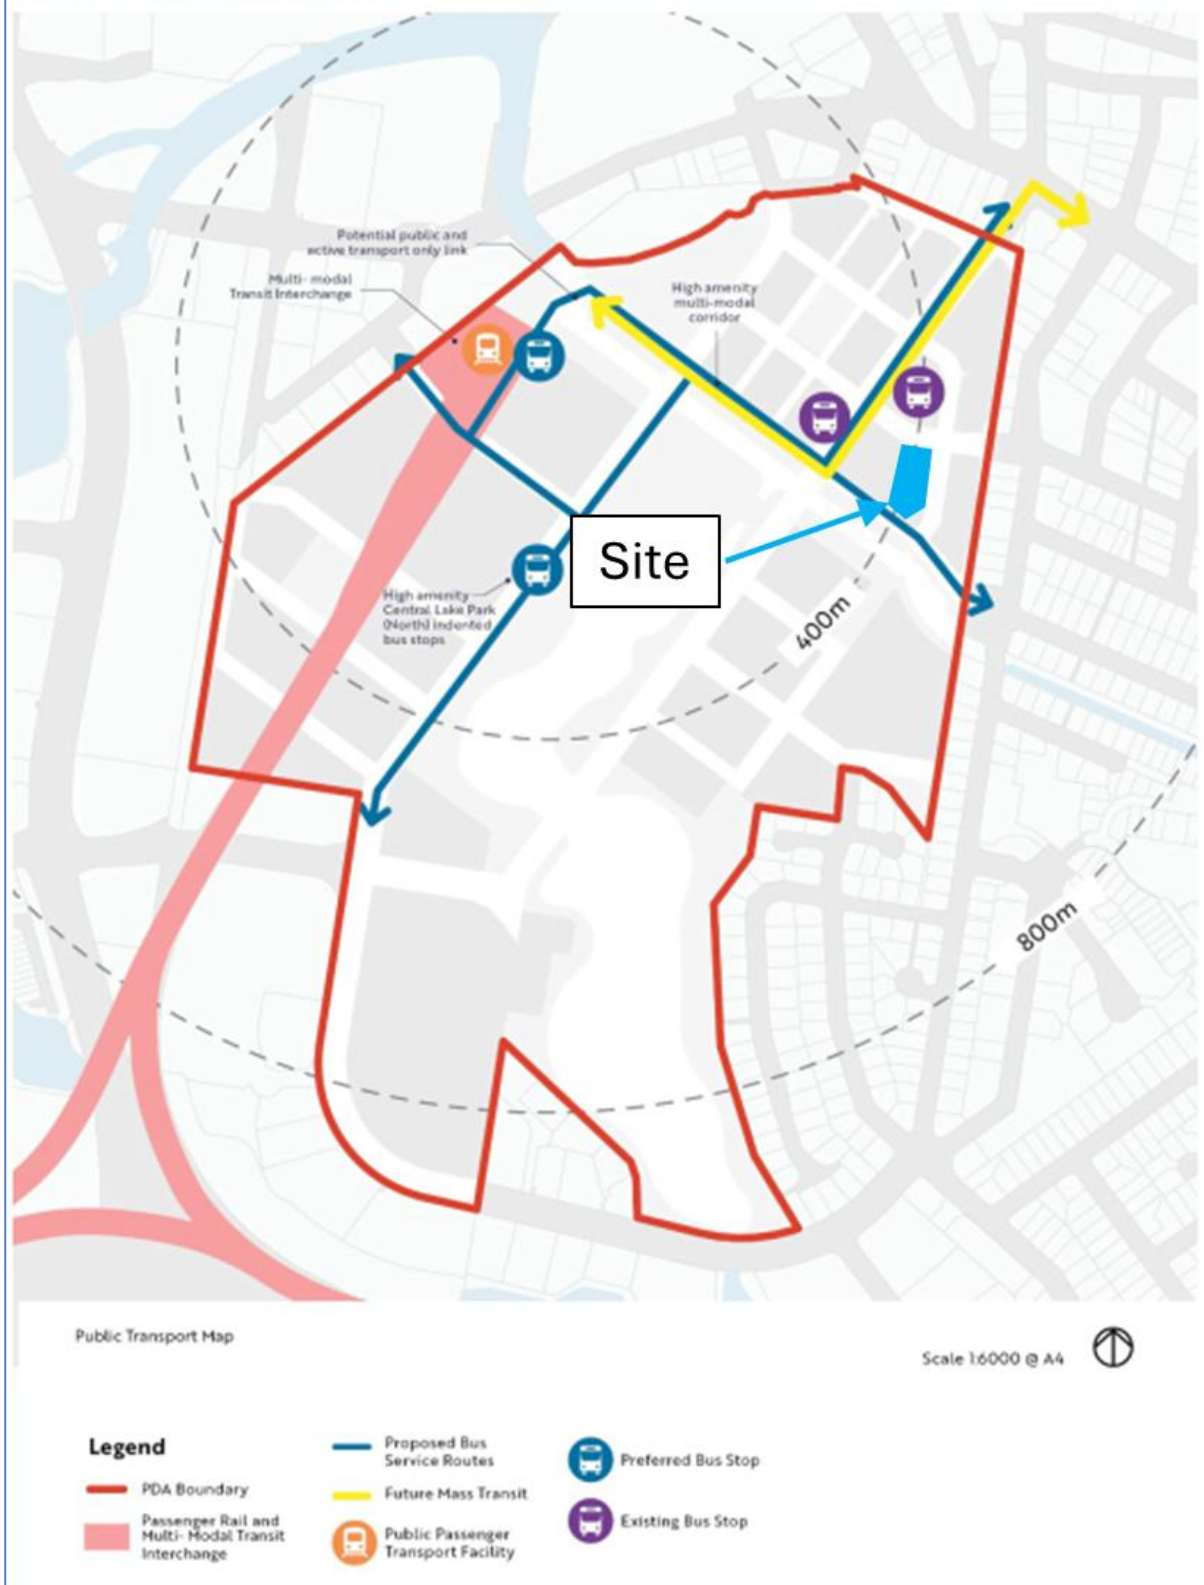 Potential public and
active transport only link
Multi- modal
Transit Interchange
High amenity
multi-modal
corridor
Site
High amenity
Central Lake Park
(North) indented
bus stops
400m
800m
Public Transport Map
Scale 1:6000 @ A4
Legend
PDA Boundary
Passenger Rail and
Multi- Modal Transit
Interchange
Proposed Bus
Service Routes
Future Mass Transit
Public Passenger
Transport Facility
Preferred Bus Stop
Existing Bus Stop